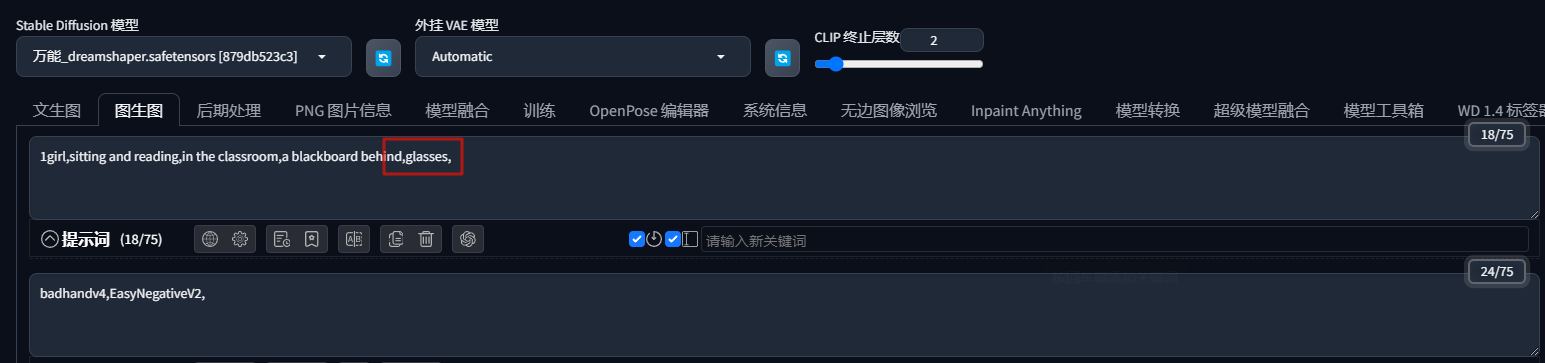 Stable Diffusion 模型
外挂 VAE 模型
CLIP 终止层数
2
万能_dreamshaper.safetensors [879db523c3]
Automatic
文生图 图生图 后期处理 PNG 图片信息 模型融合 训练 OpenPose 编辑器 系统信息 无边图像浏览 Inpaint Anything 模型转换 超级模型融合 模型工具箱 WD 1.4 标签器
18/75
1girl,sitting and reading,in the classroom,a blackboard behind,glasses,
提示词 (18/75)
请输入新关键词
24/75
badhandv4,EasyNegativeV2,